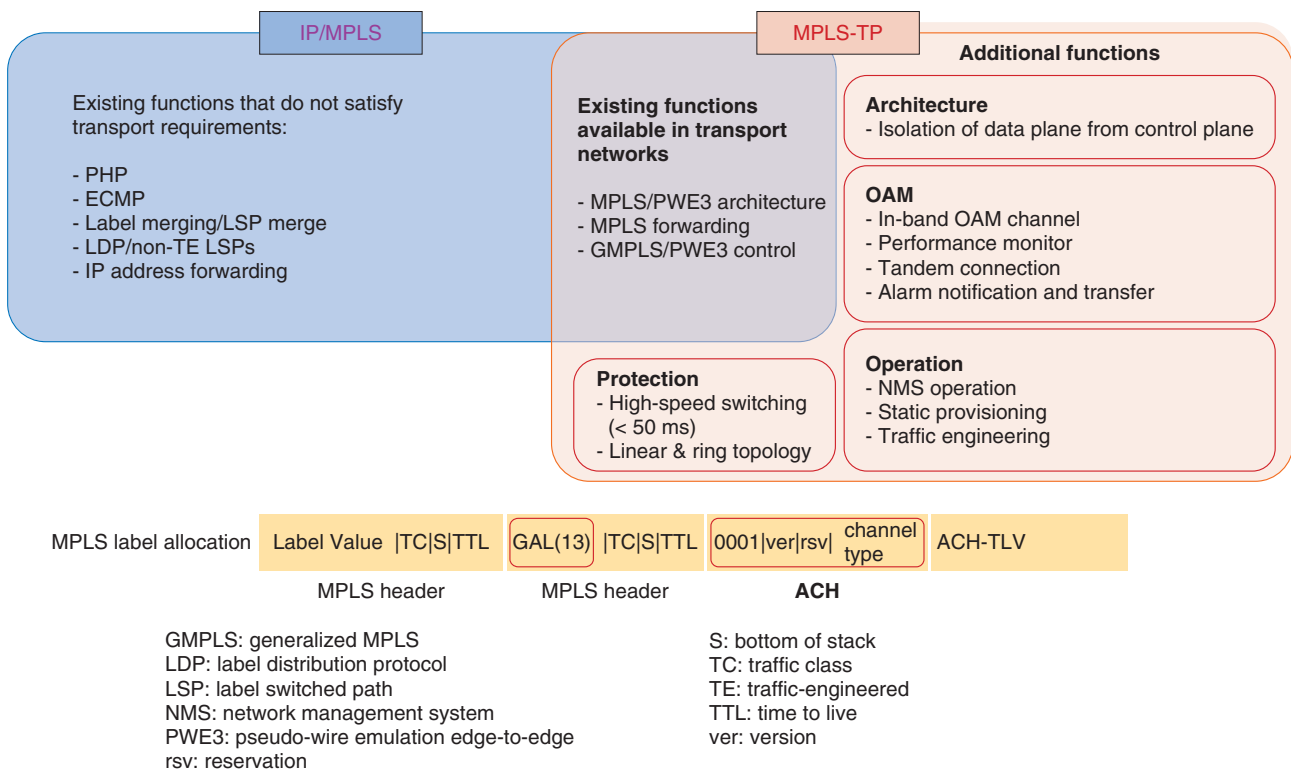 IP/MPLS
MPLS-TP
Additional functions
Existing functions that do not satisfy
transport requirements:
- PHP
- ECMP
- Label merging/LSP merge
- LDP/non-TE LSPs
- IP address forwarding
Existing functions
available in transport
networks
- MPLS/PWE3 architecture
- MPLS forwarding
- GMPLS/PWE3 control
Architecture
- Isolation of data plane from control plane
OAM
- In-band OAM channel
- Performance monitor
- Tandem connection
- Alarm notification and transfer
Protection
- High-speed switching
(< 50 ms)
- Linear & ring topology
Operation
- NMS operation
- Static provisioning
- Traffic engineering
MPLS label allocation
Label Value |TC|S|TTL
GAL(13) |TC|S|TTL
0001|ver|rsv| channel
type
ACH-TLV
MPLS header
MPLS header
ACH
GMPLS: generalized MPLS
LDP: label distribution protocol
LSP: label switched path
NMS: network management system
PWE3: pseudo-wire emulation edge-to-edge
rsv: reservation
S: bottom of stack
TC: traffic class
TE: traffic-engineered
TTL: time to live
ver: version